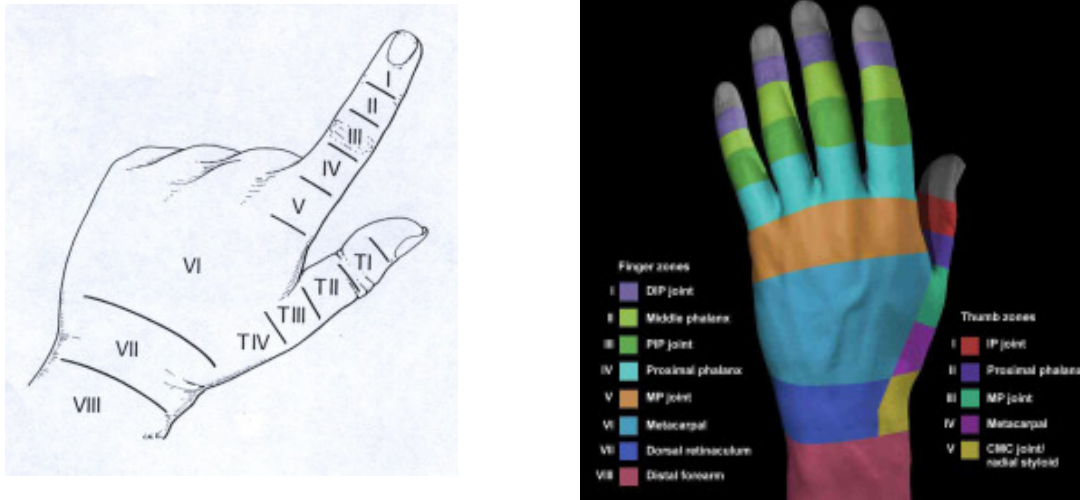 I
II
III
IV
V
VI
VII
VIII
TI
TII
TIII
TIV
Finger zones
I DIP joint
II Middle phalanx
III PIP joint
IV Proximal phalanx
V MP joint
VI Metacarpal
VII Dorsal retinaculum
VIII Distal forearm
Thumb zones
I IP joint
II Proximal phalanx
III MP joint
IV Metacarpal
V CMC joint/
radial styloid